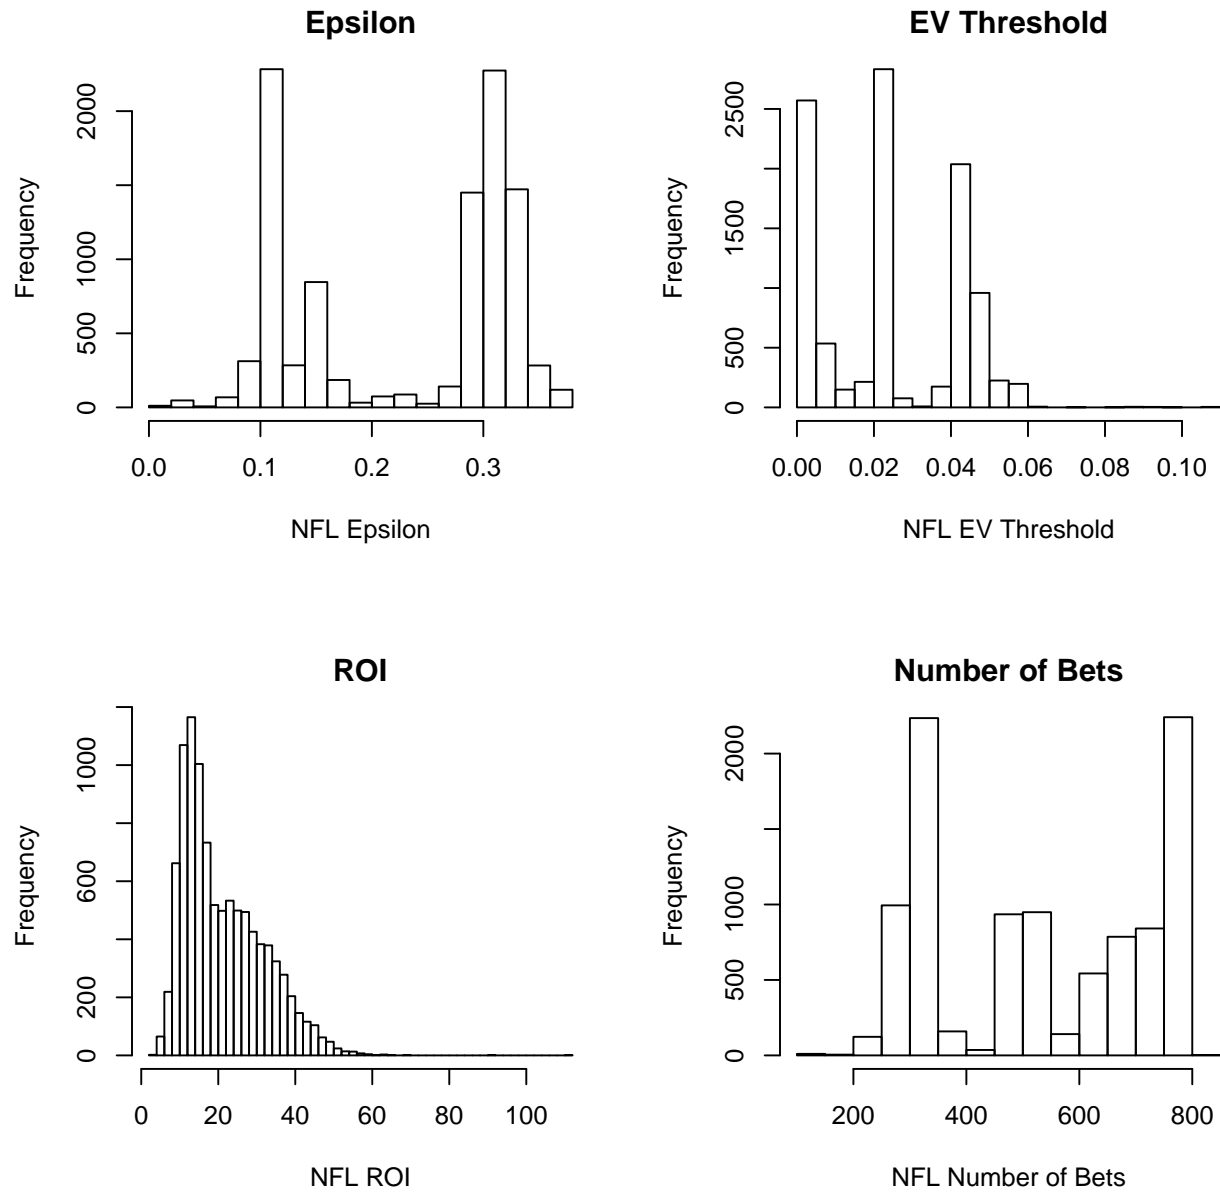 Epsilon
Frequency
0 500 1000 2000
0.0 0.1 0.2 0.3
NFL Epsilon
EV Threshold
Frequency
0 500 1500 2500
0.00 0.02 0.04 0.06 0.08 0.10
NFL EV Threshold
ROI
Frequency
0 200 600 1000
0 20 40 60 80 100
NFL ROI
Number of Bets
Frequency
0 500 1000 2000
200 400 600 800
NFL Number of Bets